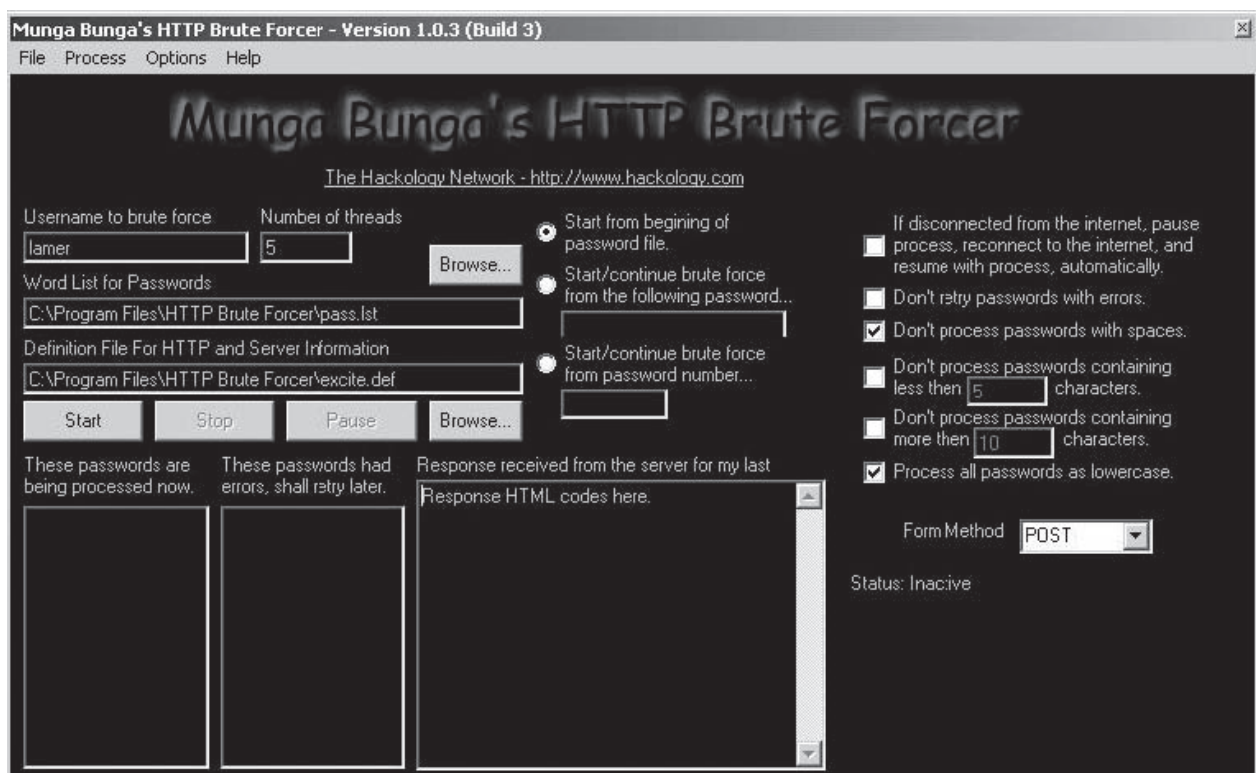 Munga Bunga's HTTP Brute Forcer - Version 1.0.3 (Build 3)
File Process Options Help
Munga Bunga's HTTP Brute Forcer
The Hackology Network - http://www.hackology.com
Username to brute force
lamer
Number of threads
5
Browse...
Word List for Passwords
C:\Program Files\HTTP Brute Forcer\pass.lst
Definition File For HTTP and Server Information
C:\Program Files\HTTP Brute Forcer\excite.def
Start Stop Pause Browse...
Start from begining of
password file.
Start/continue brute force
from the following password...
Start/continue brute force
from password number...
If disconnected from the internet, pause
process, reconnect to the internet, and
resume with process, automatically.
Don't retry passwords with errors.
Don't process passwords with spaces.
Don't process passwords containing
less then 5 characters.
Don't process passwords containing
more then 10 characters.
Process all passwords as lowercase.
Form Method POST
Status: Inactive
These passwords are
being processed now.
These passwords had
errors, shall retry later.
Response received from the server for my last
Response HTML codes here.